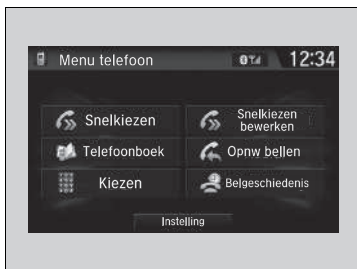 Menu telefoon
12:34
Snelkiezen
Snelkiezen
bewerken
Telefoonboek
Opnw bellen
Kiezen
Belgeschiedenis
Instelling